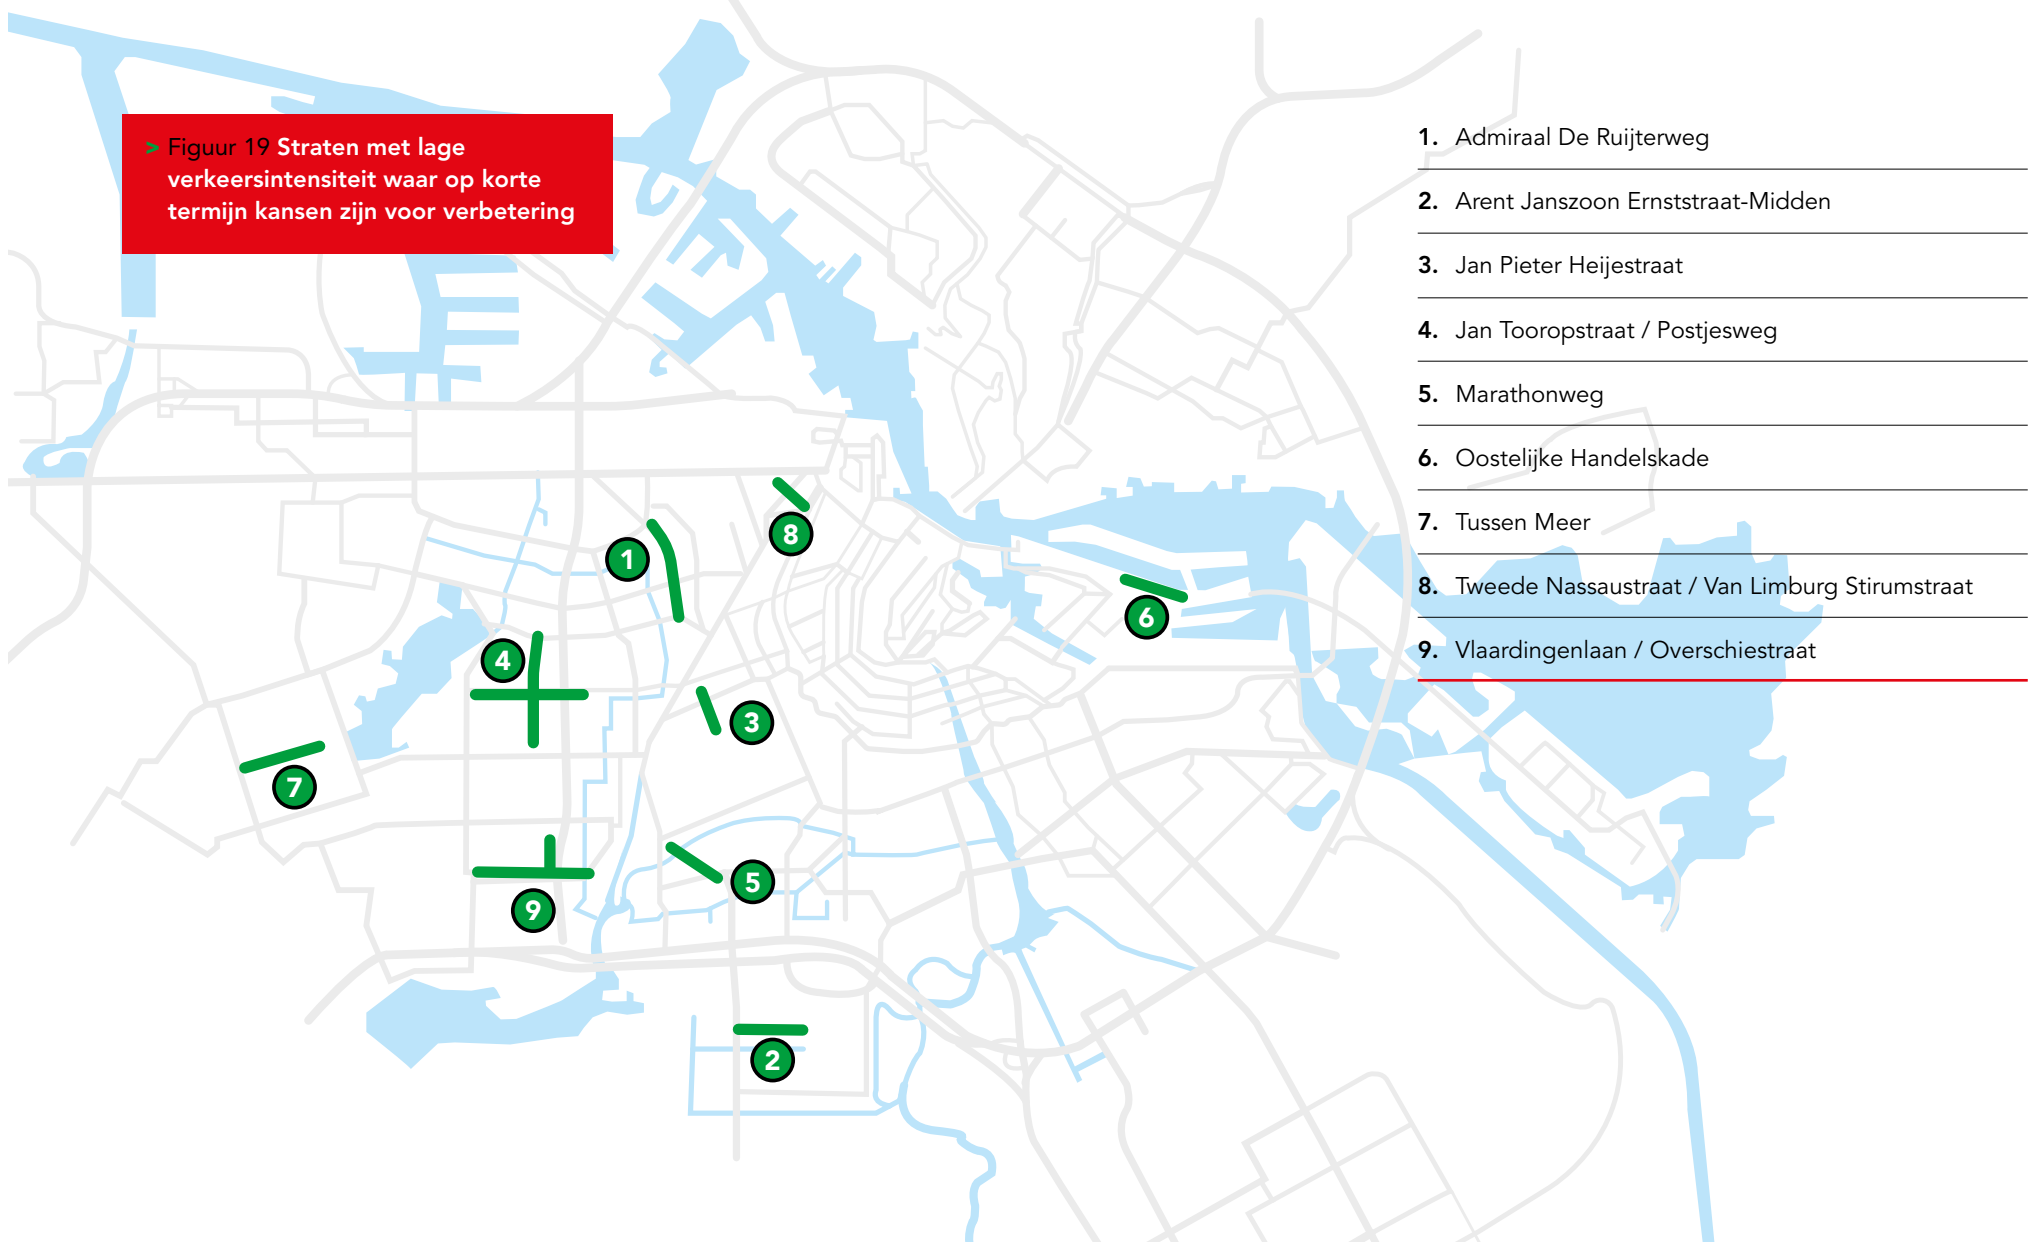 > Figuur 19 Straten met lage
verkeersintensiteit waar op korte
termijn kansen zijn voor verbetering
1. Admiraal De Ruijterweg
2. Arent Janszoon Ernststraat-Midden
3. Jan Pieter Heijestraat
4. Jan Tooropstraat / Postjesweg
5. Marathonweg
6. Oostelijke Handelskade
7. Tussen Meer
8. Tweede Nassaustraat / Van Limburg Stirumstraat
9. Vlaardingenlaan / Overschiestraat
8
1
6
4
3
7
5
9
2